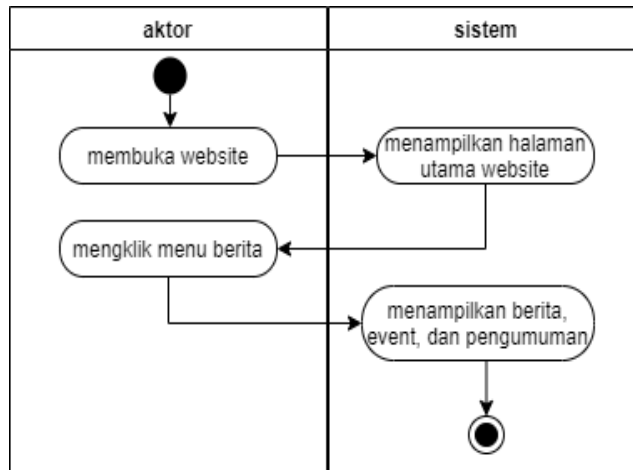 aktor
sistem
membuka website
menampilkan halaman
utama website
mengklik menu berita
menampilkan berita,
event, dan pengumuman